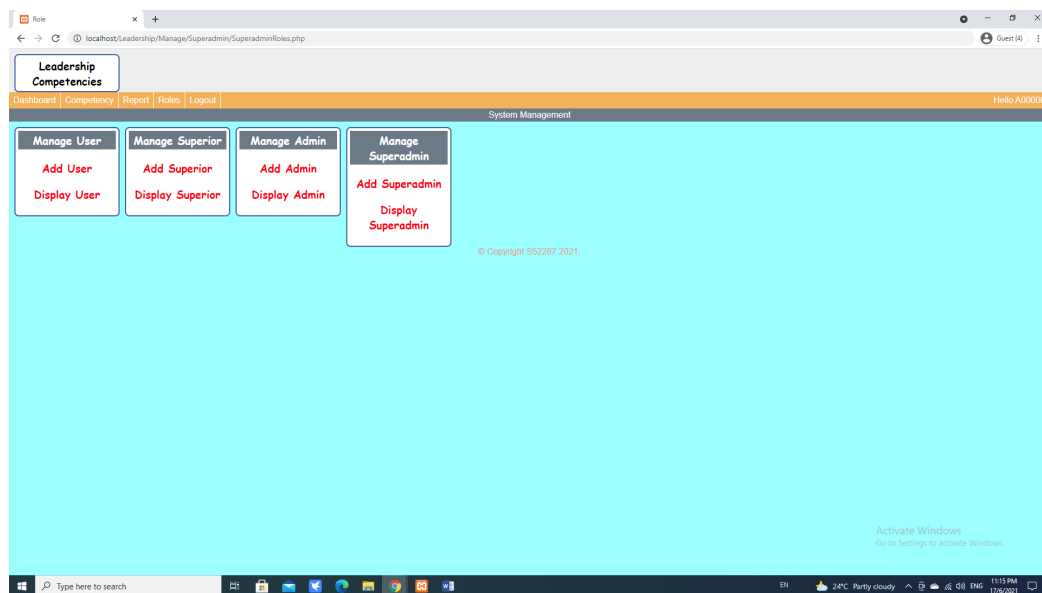 Role
localhost/Leadership/Manage/Superadmin/SuperadminRoles.php
Guest (4)
Leadership
Competencies
Dashboard Competency Report Roles Logout
Hello A0000
System Management
Manage User
Add User
Display User
Manage Superior
Add Superior
Display Superior
Manage Admin
Add Admin
Display Admin
Manage
Superadmin
Add Superadmin
Display
Superadmin
© Copyright S52287 2021
Activate Windows
Go to Settings to activate Windows.
Type here to search
EN
24°C Partly cloudy
ENG
11:15 PM
17/6/2021